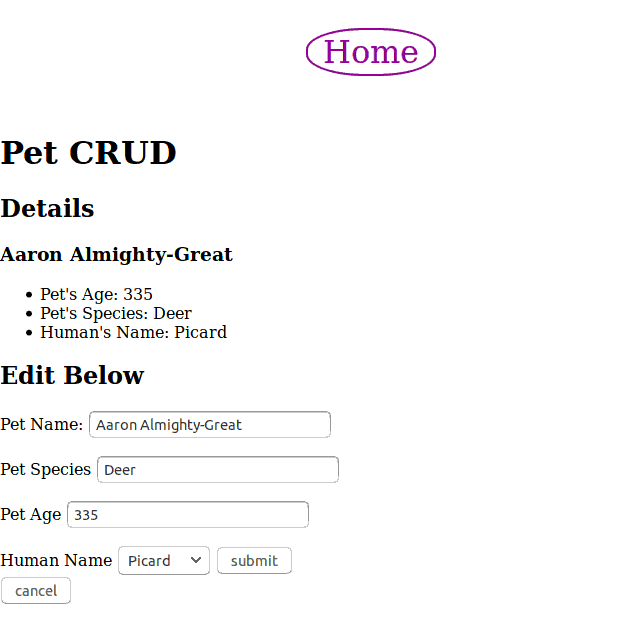 Home
Pet CRUD
Details
Aaron Almighty-Great
• Pet's Age: 335
• Pet's Species: Deer
• Human's Name: Picard
Edit Below
Pet Name: Aaron Almighty-Great
Pet Species Deer
Pet Age 335
Human Name Picard submit
cancel